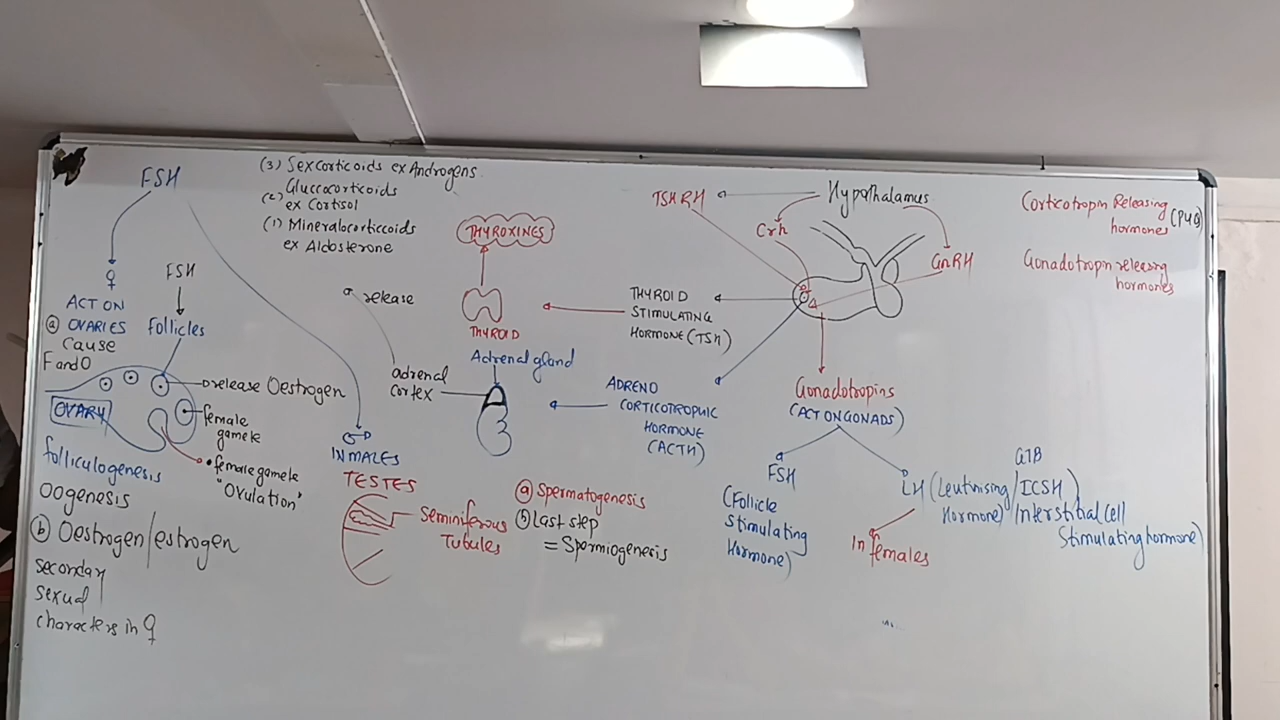 FSH
(3) Sexcorticoids ex Androgens
Gluccocorticoids
(2) ex Cortisol
(1) Mineralocorticcoids
ex Aldosterone
♀
ACT ON
ⓐ OVARIES
Cause
F and O
FSH
follicles
release Oestrogen
OVARY
female
gamete
female gamete
"Ovulation"
folliculogenesis
oogenesis
ⓑ Oestrogen/estrogen
secondary
sexual
characters in ♀
THYROXINES
THYROID
release
Adrenal gland
adrenal
cortex
IN MALES
TESTES
Seminiferous
Tubules
ⓐ Spermatogenesis
ⓑ Last step
= Spermiogenesis
TSHRH
Hypothalamus
Crh
GnRH
Corticotropin Releasing
hormones
Gonadotropin releasing
hormones
THYROID
STIMULATING
HORMONE (TSH)
ADRENO
CORTICOTROPHIC
HORMONE
(ACTH)
Gonadotropins
(ACT ON GONADS)
FSH
(Follicle
Stimulating
Hormone)
LH (Leutinising/ICSH)
Hormone) Interstitial cell
Stimulating hormone)
In females